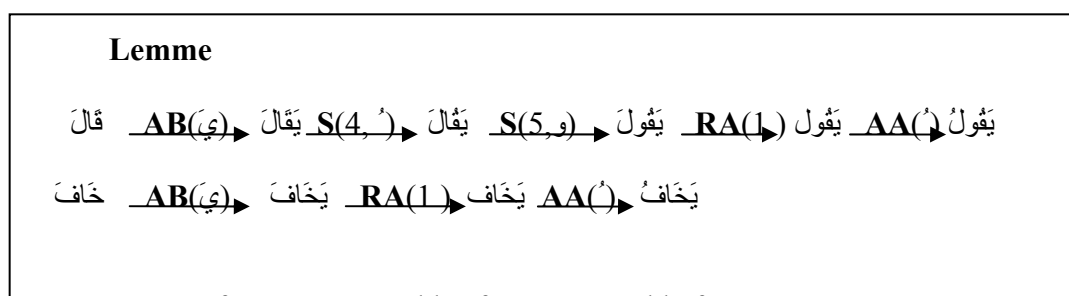 Lemme
قَالَ AB(يَ) يَقَالَ S(4, ُ) يَقُالَ S(5,و) يَقُولَ RA(1) يَقُول AA(ُ) يَقُولُ
خَافَ AB(يَ) يَخَافَ RA(1) يَخَاف AA(ُ) يَخَافُ